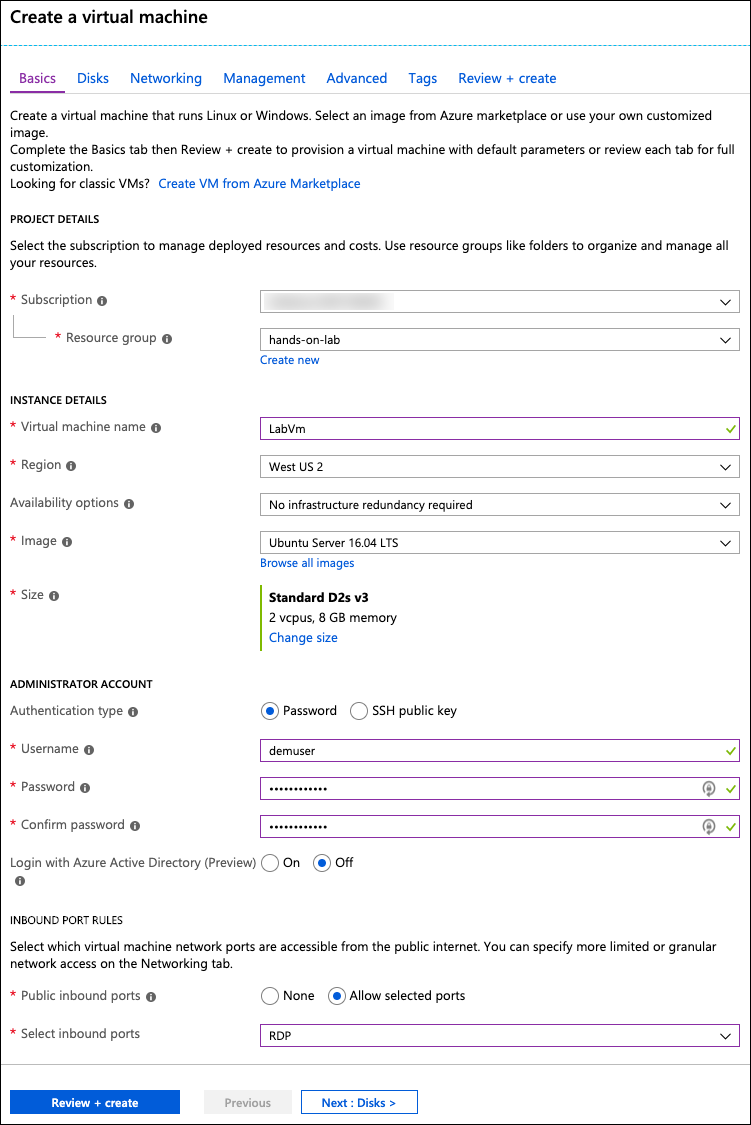 Create a virtual machine
Basics Disks Networking Management Advanced Tags Review + create
Create a virtual machine that runs Linux or Windows. Select an image from Azure marketplace or use your own customized
image.
Complete the Basics tab then Review + create to provision a virtual machine with default parameters or review each tab for full
customization.
Looking for classic VMs? Create VM from Azure Marketplace
PROJECT DETAILS
Select the subscription to manage deployed resources and costs. Use resource groups like folders to organize and manage all
your resources.
* Subscription
* Resource group hands-on-lab
Create new
INSTANCE DETAILS
* Virtual machine name LabVm
* Region West US 2
Availability options No infrastructure redundancy required
* Image Ubuntu Server 16.04 LTS
Browse all images
* Size Standard D2s v3
2 vcpus, 8 GB memory
Change size
ADMINISTRATOR ACCOUNT
Authentication type Password SSH public key
* Username demuser
* Password ••••••••••••
* Confirm password ••••••••••••
Login with Azure Active Directory (Preview) On Off
INBOUND PORT RULES
Select which virtual machine network ports are accessible from the public internet. You can specify more limited or granular
network access on the Networking tab.
* Public inbound ports None Allow selected ports
* Select inbound ports RDP
Review + create Previous Next : Disks >